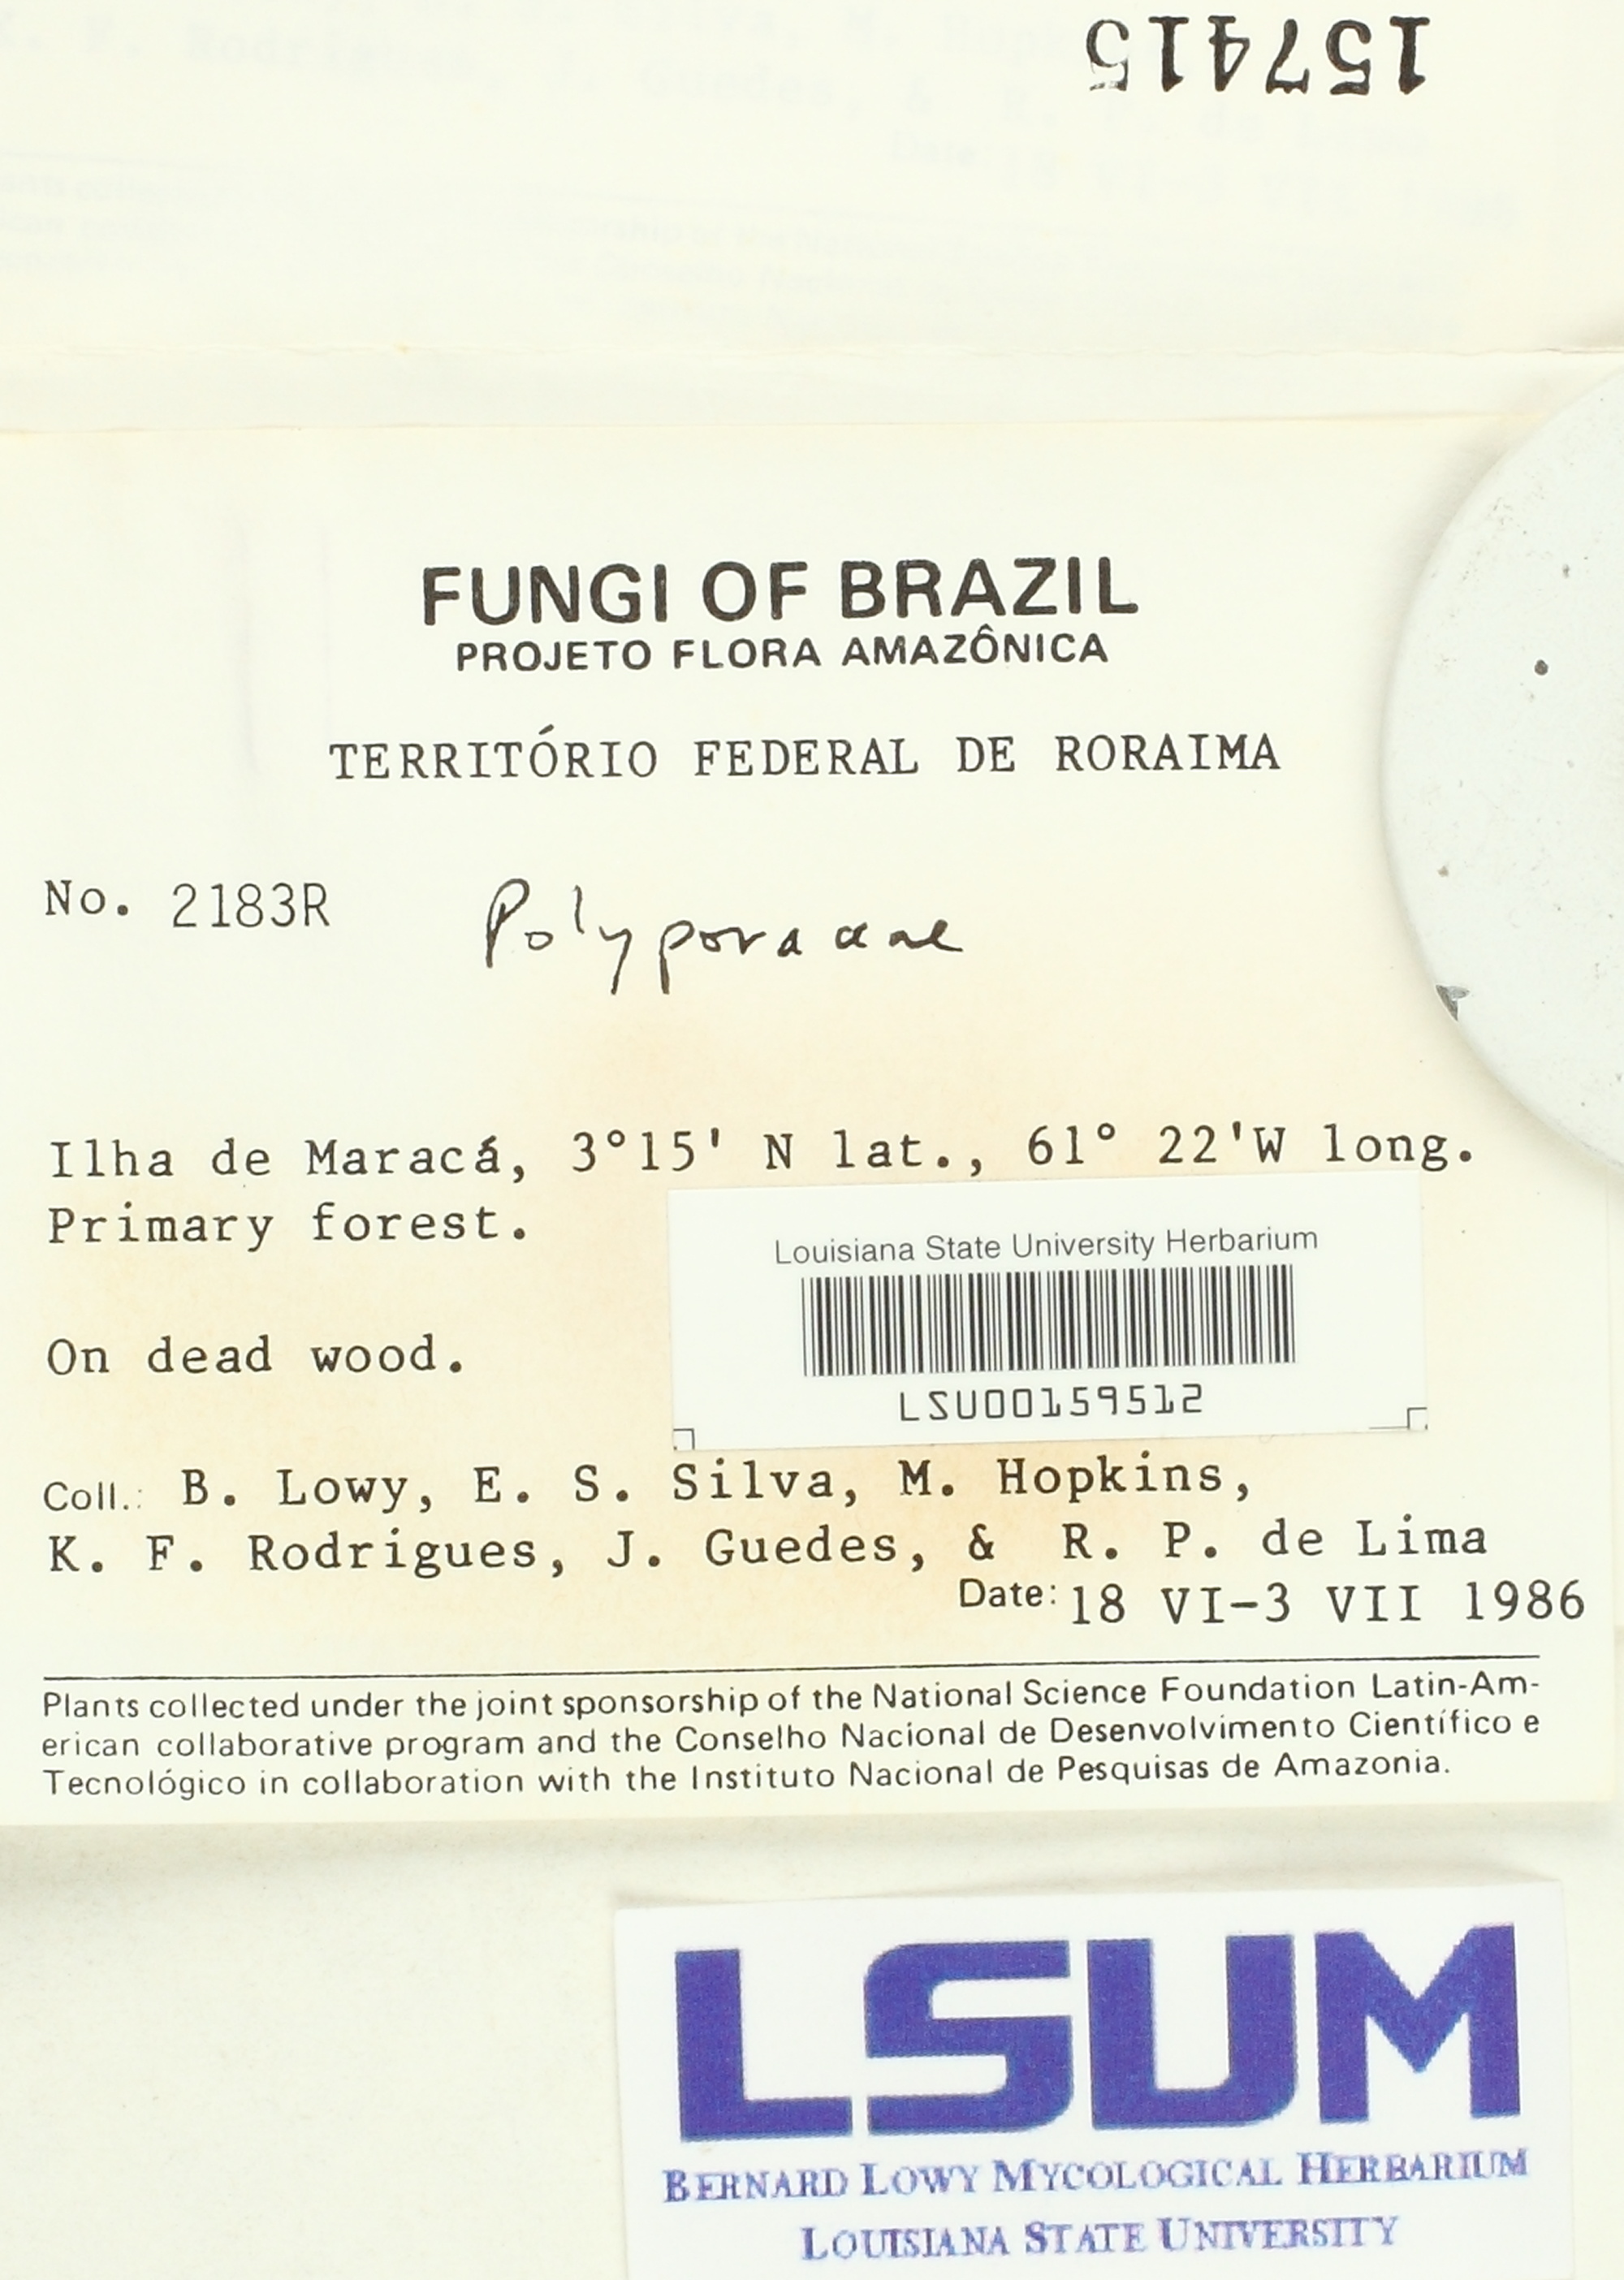 157415
FUNGI OF BRAZIL
PROJETO FLORA AMAZÔNICA
TERRITÓRIO FEDERAL DE RORAIMA
No. 2183R Polyporaceae
Ilha de Maracá, 3°15' N lat., 61° 22'W long.
Primary forest.
Louisiana State University Herbarium
On dead wood.
LSU00159512
Coll.: B. Lowy, E. S. Silva, M. Hopkins,
K. F. Rodrigues, J. Guedes, & R. P. de Lima
Date: 18 VI-3 VII 1986
Plants collected under the joint sponsorship of the National Science Foundation Latin-Am-
erican collaborative program and the Conselho Nacional de Desenvolvimento Científico e
Tecnológico in collaboration with the Instituto Nacional de Pesquisas de Amazonia.
LSUM
BERNARD LOWY MYCOLOGICAL HERBARIUM
LOUISIANA STATE UNIVERSITY